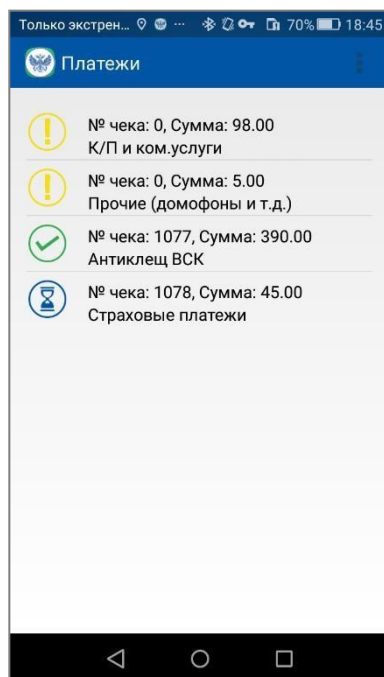 Только экстрен... ... 70% 18:45
Платежи
№ чека: 0, Сумма: 98.00
К/П и ком.услуги
№ чека: 0, Сумма: 5.00
Прочие (домофоны и т.д.)
№ чека: 1077, Сумма: 390.00
Антиклещ ВСК
№ чека: 1078, Сумма: 45.00
Страховые платежи